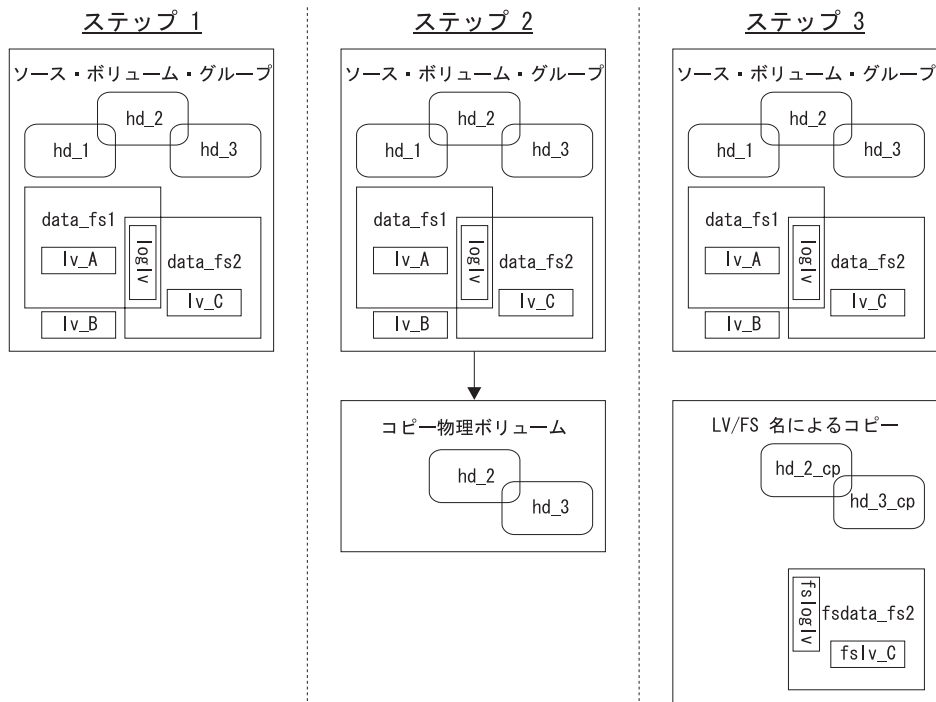 ステップ 1
ソース・ボリューム・グループ
hd_2
hd_1
hd_3
data_fs1
loglv
lv_A
data_fs2
lv_C
lv_B
ステップ 2
ソース・ボリューム・グループ
hd_2
hd_1
hd_3
data_fs1
loglv
lv_A
data_fs2
lv_C
lv_B
コピー物理ボリューム
hd_2
hd_3
ステップ 3
ソース・ボリューム・グループ
hd_2
hd_1
hd_3
data_fs1
loglv
lv_A
data_fs2
lv_C
lv_B
LV/FS 名によるコピー
hd_2_cp
hd_3_cp
fsloglv
fsdata_fs2
fslv_C